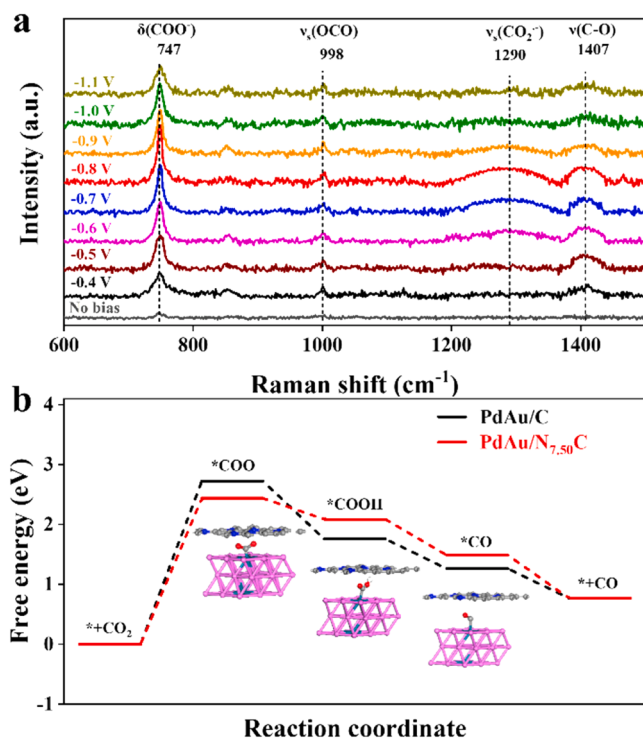 a
δ(COO⁻) νₛ(OCO) νₛ(CO₂·⁻) ν(C-O)
747 998 1290 1407
-1.1 V
-1.0 V
-0.9 V
-0.8 V
-0.7 V
-0.6 V
-0.5 V
-0.4 V
No bias
Intensity (a.u.)
600 800 1000 1200 1400
Raman shift (cm⁻¹)
b
4
3
2
1
0
-1
Free energy (eV)
PdAu/C
PdAu/N₇.₅₀C
*COO
*COOH
*CO
*+CO₂
*+CO
Reaction coordinate